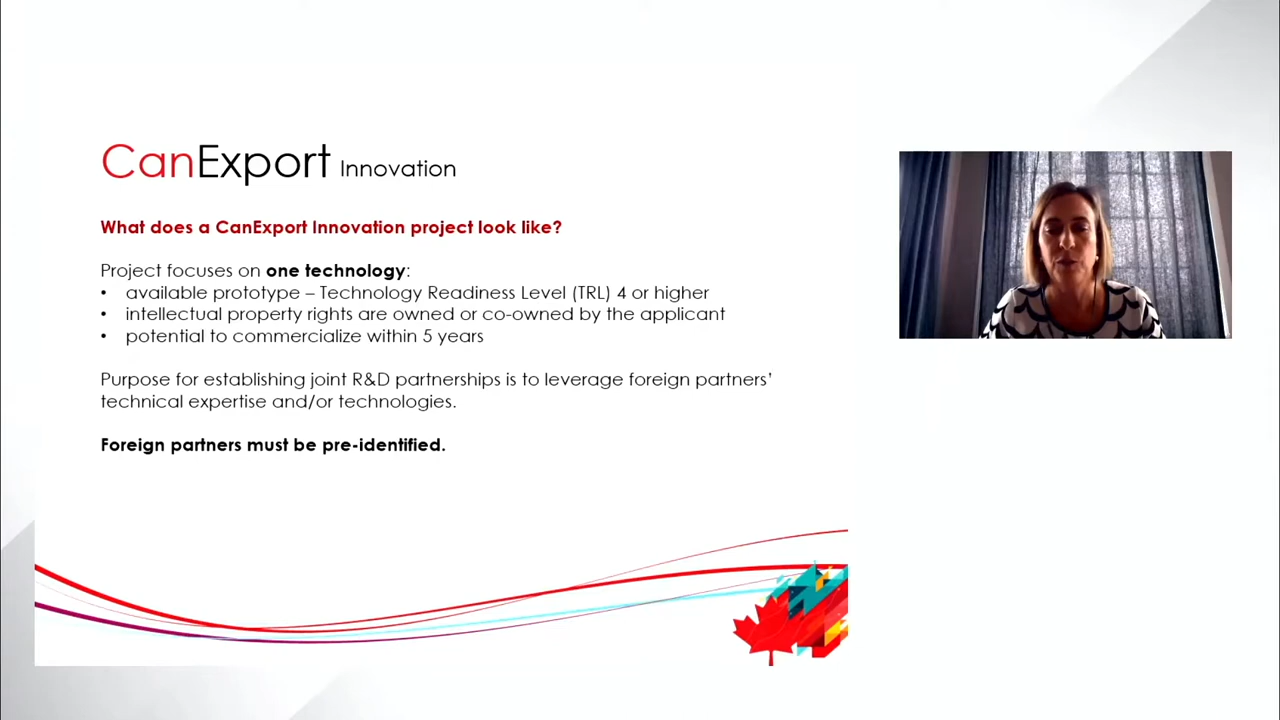 CanExport Innovation
What does a CanExport Innovation project look like?
Project focuses on one technology:
• available prototype – Technology Readiness Level (TRL) 4 or higher
• intellectual property rights are owned or co-owned by the applicant
• potential to commercialize within 5 years
Purpose for establishing joint R&D partnerships is to leverage foreign partners’
technical expertise and/or technologies.
Foreign partners must be pre-identified.